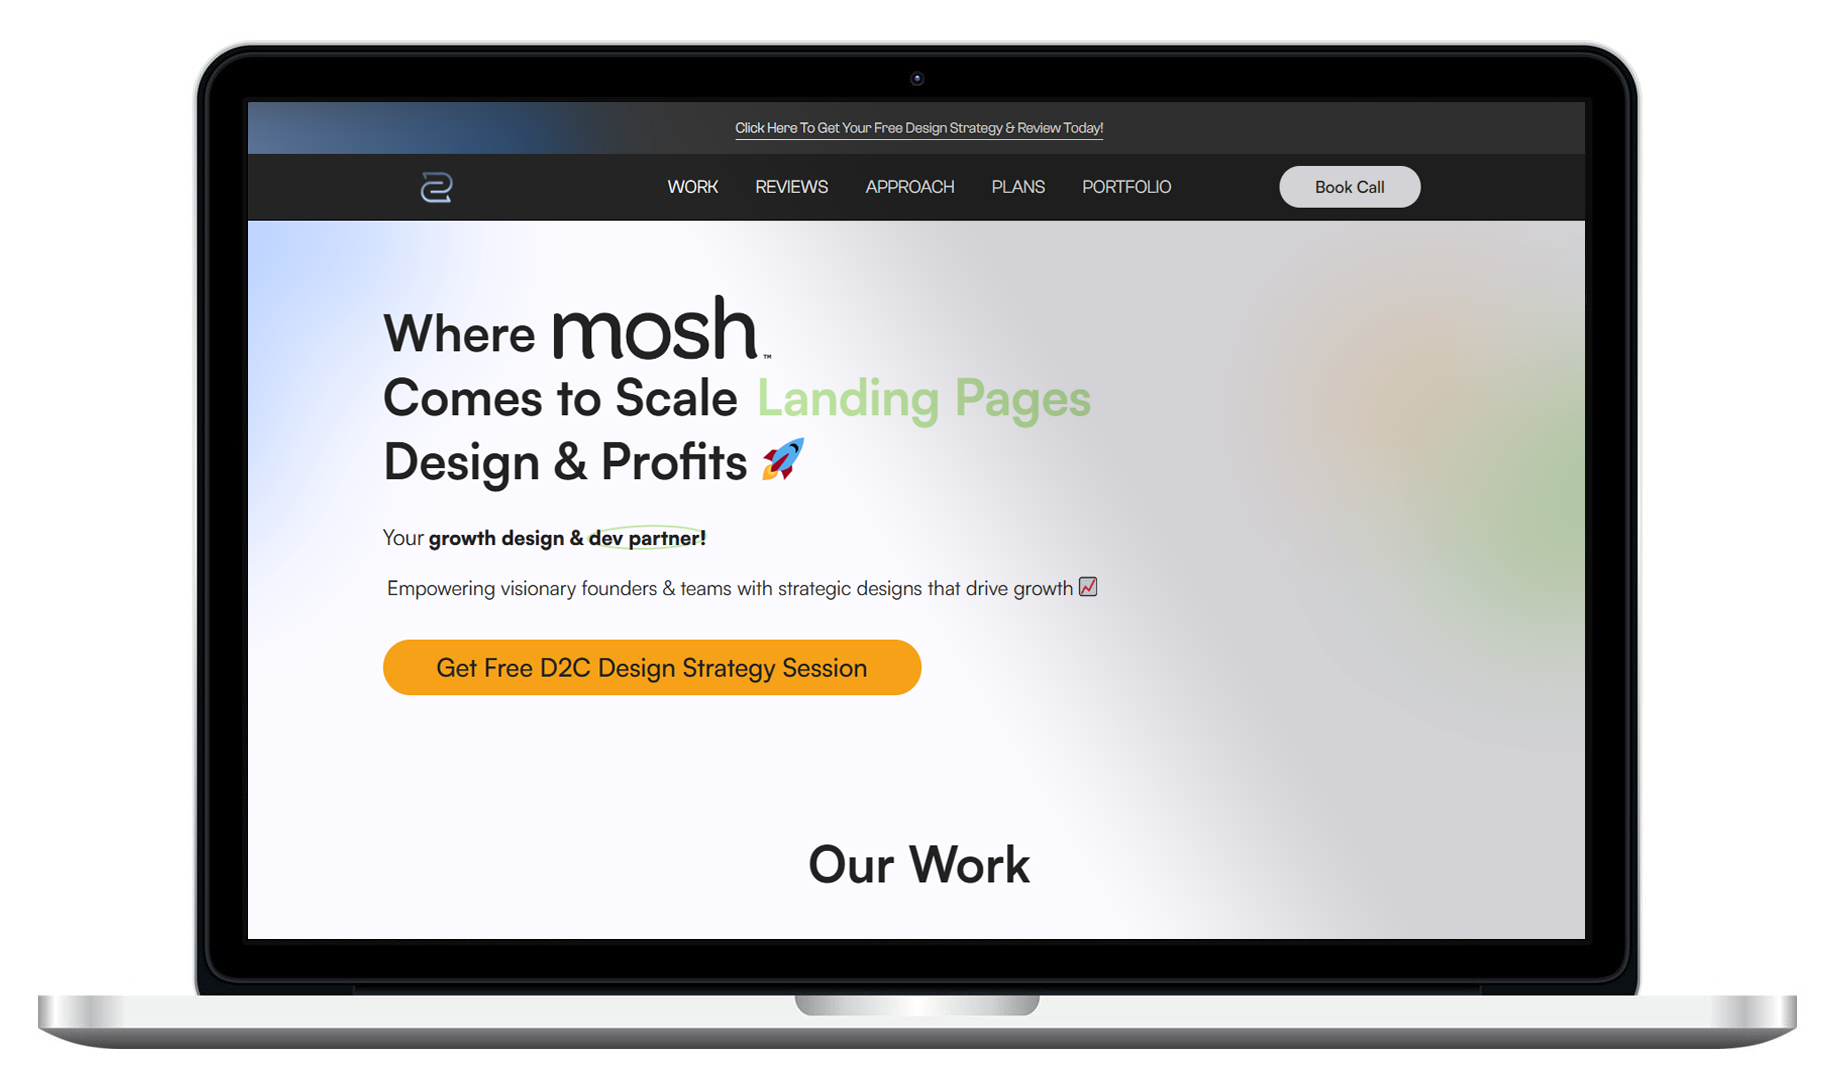 Click Here To Get Your Free Design Strategy & Review Today!
WORK REVIEWS APPROACH PLANS PORTFOLIO Book Call
Where mosh™
Comes to Scale Landing Pages
Design & Profits 🚀
Your growth design & dev partner!
Empowering visionary founders & teams with strategic designs that drive growth 📈
Get Free D2C Design Strategy Session
Our Work